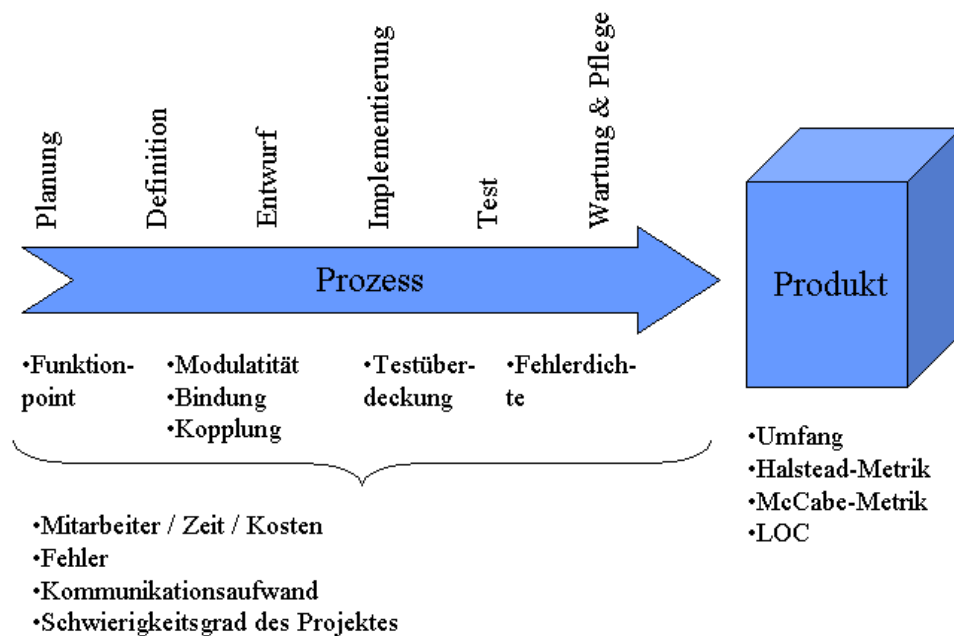 Planung
Definition
Entwurf
Implementierung
Test
Wartung & Pflege
Prozess
Produkt
•Funktion-
point
•Modulatität
•Bindung
•Kopplung
•Testüber-
deckung
•Fehlerdich-
te
•Umfang
•Halstead-Metrik
•McCabe-Metrik
•LOC
•Mitarbeiter / Zeit / Kosten
•Fehler
•Kommunikationsaufwand
•Schwierigkeitsgrad des Projektes